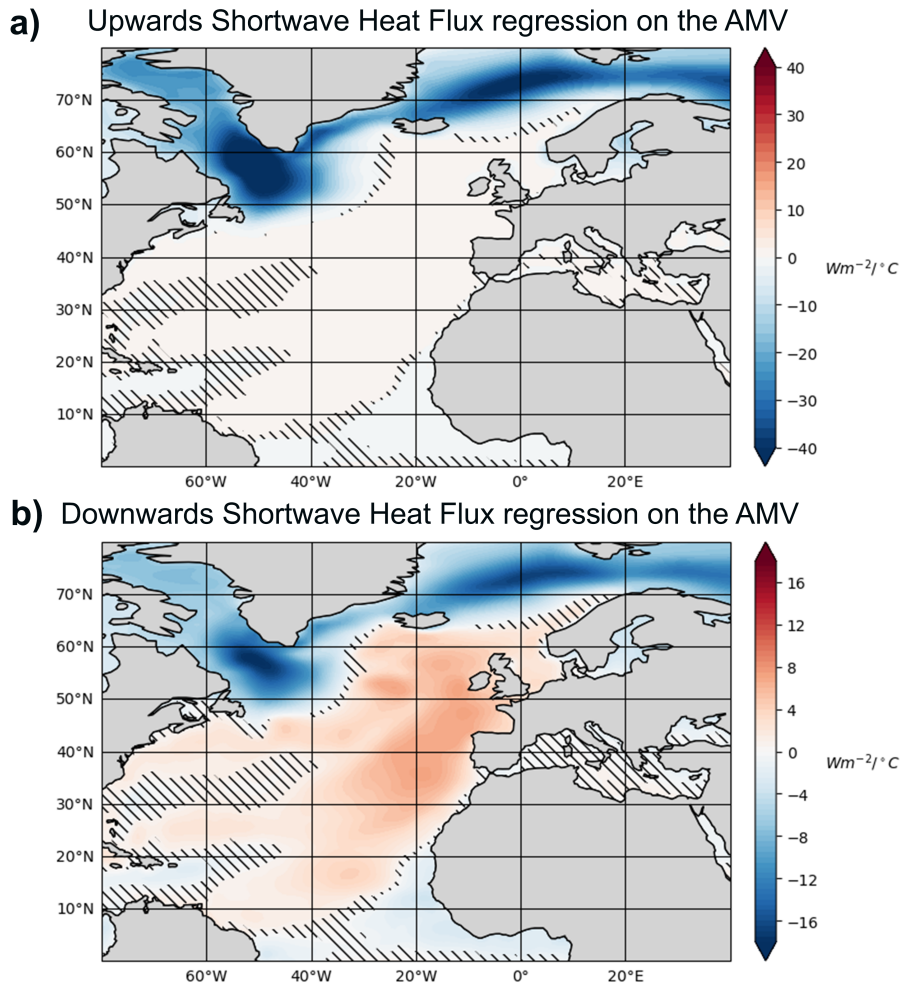 a) Upwards Shortwave Heat Flux regression on the AMV
70°N
60°N
50°N
40°N
30°N
20°N
10°N
60°W 40°W 20°W 0° 20°E
40
30
20
10
0
−10
−20
−30
−40
Wm⁻²/°C
b) Downwards Shortwave Heat Flux regression on the AMV
70°N
60°N
50°N
40°N
30°N
20°N
10°N
60°W 40°W 20°W 0° 20°E
16
12
8
4
0
−4
−8
−12
−16
Wm⁻²/°C